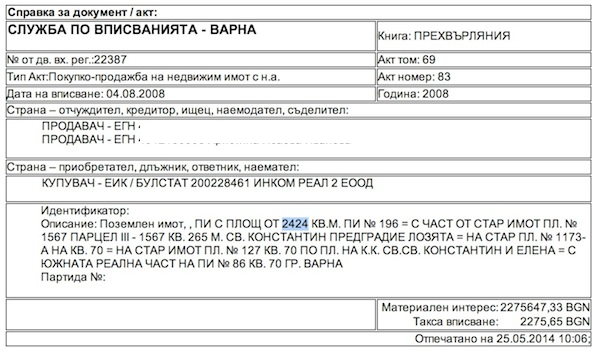 Справка за документ / акт:
СЛУЖБА ПО ВПИСВАНИЯТА - ВАРНА
Книга: ПРЕХВЪРЛЯНИЯ
№ от дв. вх. рег.:22387
Акт том: 69
Тип Акт:Покупко-продажба на недвижим имот с н.а.
Акт номер: 83
Дата на вписване: 04.08.2008
Година: 2008
Страна – отчуждител, кредитор, ищец, наемодател, съделител:
ПРОДАВАЧ - ЕГН
ПРОДАВАЧ - ЕГН
Страна – приобретател, длъжник, ответник, наемател:
КУПУВАЧ - ЕИК / БУЛСТАТ 200228461 ИНКОМ РЕАЛ 2 ЕООД
Идентификатор:
Описание: Поземлен имот, , ПИ С ПЛОЩ ОТ 2424 КВ.М. ПИ № 196 = С ЧАСТ ОТ СТАР ИМОТ ПЛ. №
1567 ПАРЦЕЛ III - 1567 КВ. 265 М. СВ. КОНСТАНТИН ПРЕДГРАДИЕ ЛОЗЯТА = НА СТАР ПЛ. № 1173-
А НА КВ. 70 = НА СТАР ИМОТ ПЛ. № 127 КВ. 70 ПО ПЛ. НА К.К. СВ.СВ. КОНСТАНТИН И ЕЛЕНА = С
ЮЖНАТА РЕАЛНА ЧАСТ НА ПИ № 86 КВ. 70 ГР. ВАРНА
Партида №:
Материален интерес: 2275647,33 BGN
Такса вписване: 2275,65 BGN
Отпечатано на 25.05.2014 10:06;